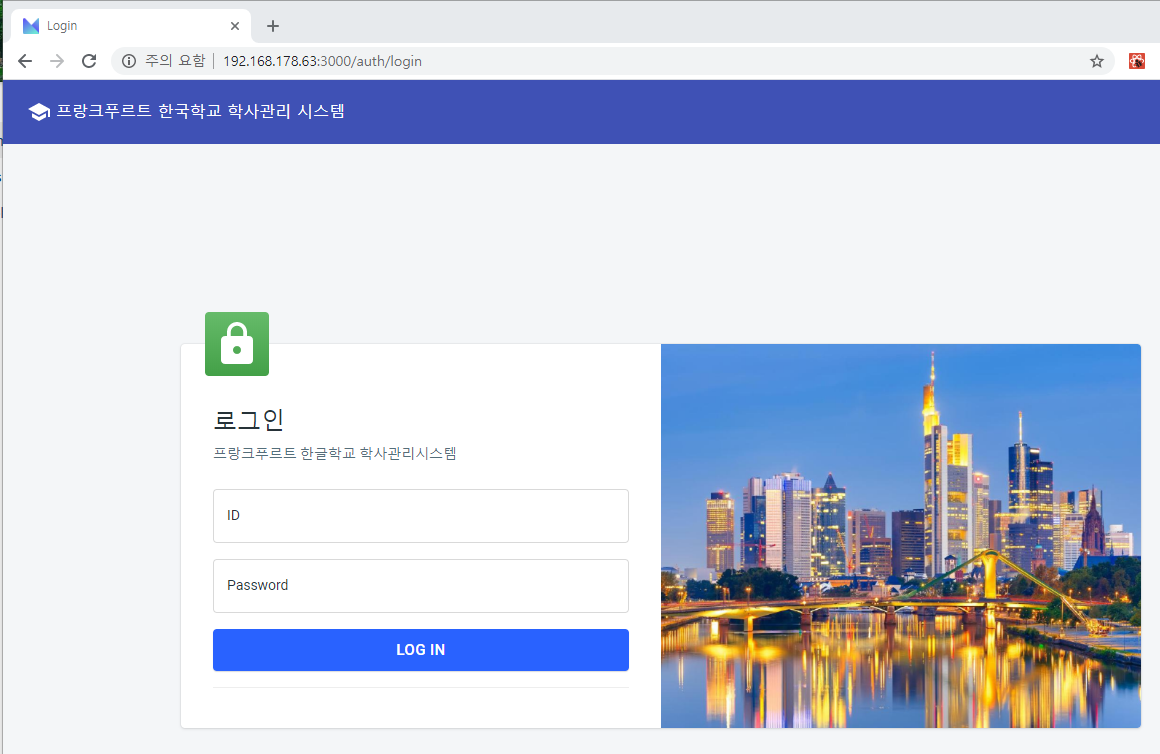 Login
주의 요함
192.168.178.63:3000/auth/login
프랑크푸르트 한국학교 학사관리 시스템
로그인
프랑크푸르트 한글학교 학사관리시스템
ID
Password
LOG IN